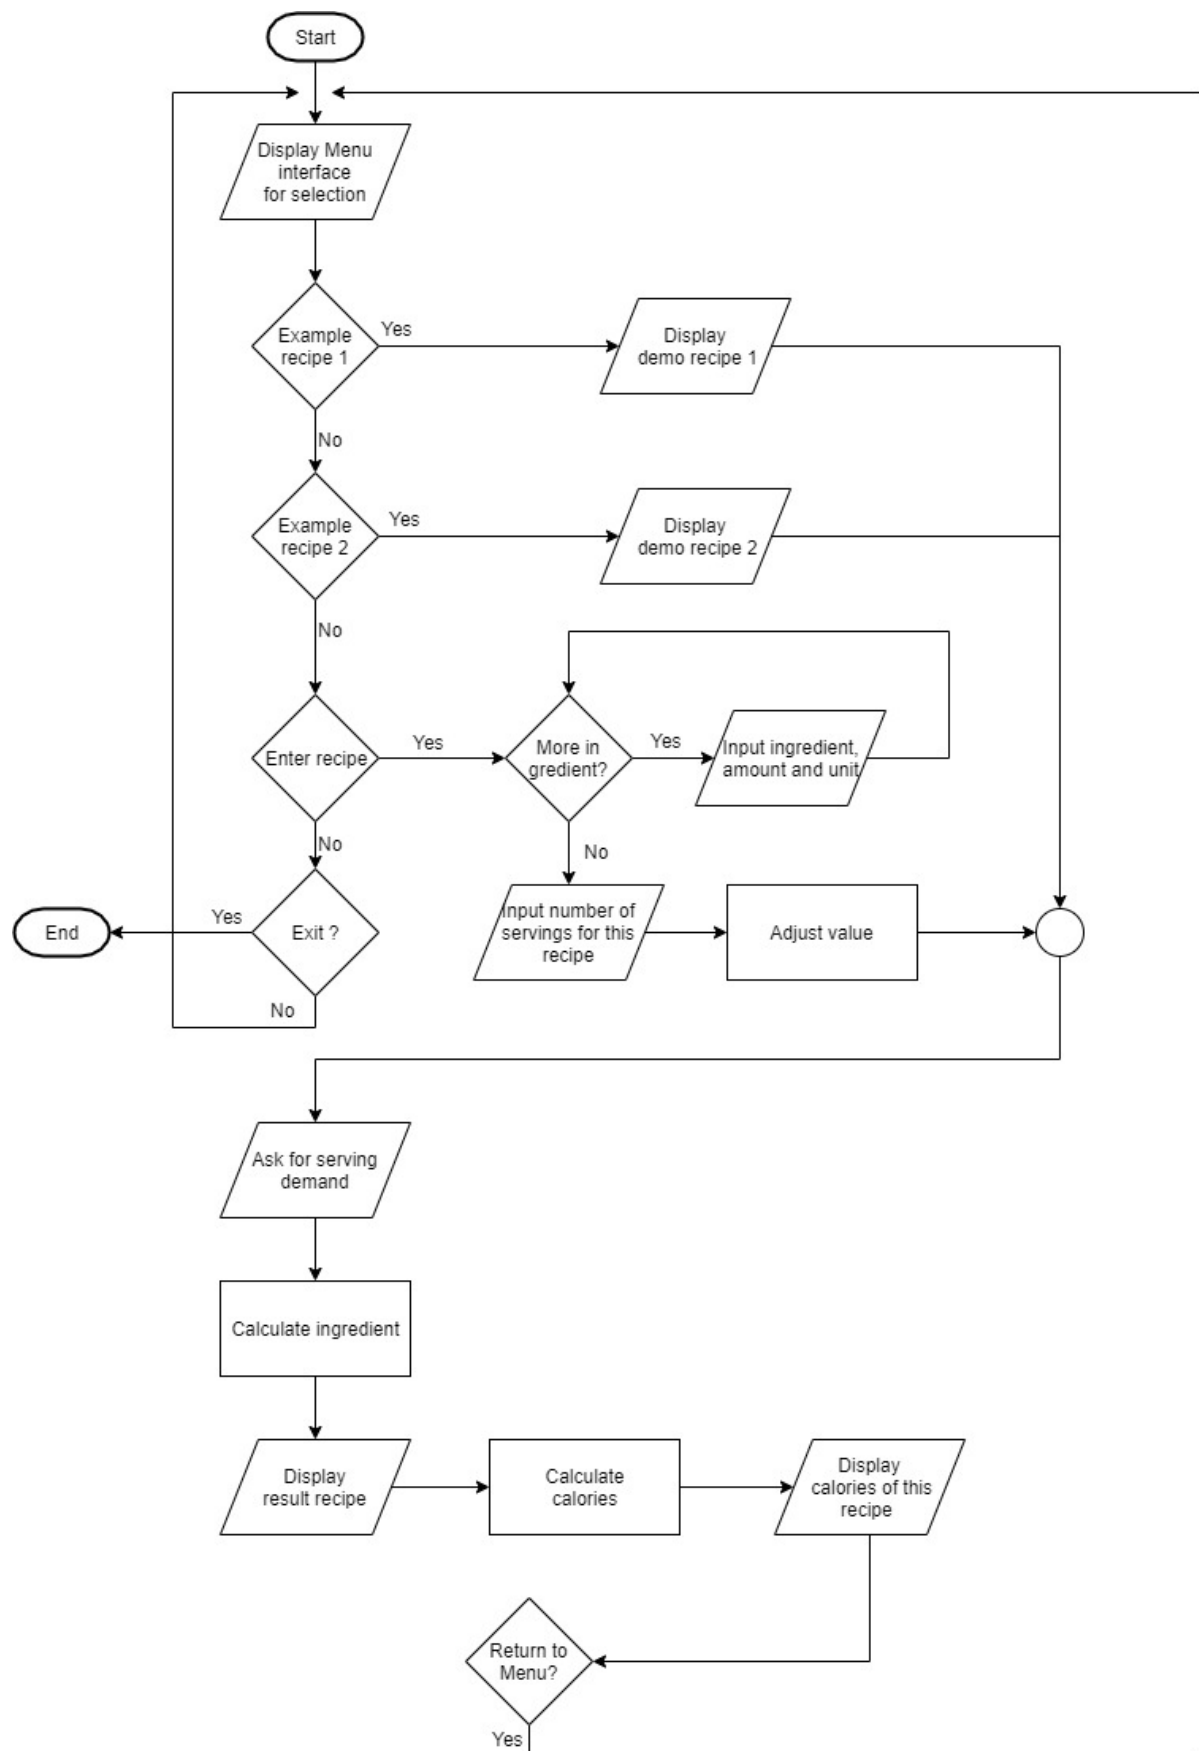 Start
Display Menu
interface
for selection
Example
recipe 1
Yes
Display
demo recipe 1
No
Example
recipe 2
Yes
Display
demo recipe 2
No
Enter recipe
Yes
More in
gredient?
Yes
Input ingredient,
amount and unit
No
No
End
Yes
Exit ?
Input number of
servings for this
recipe
Adjust value
No
Ask for serving
demand
Calculate ingredient
Display
result recipe
Calculate
calories
Display
calories of this
recipe
Return to
Menu?
Yes